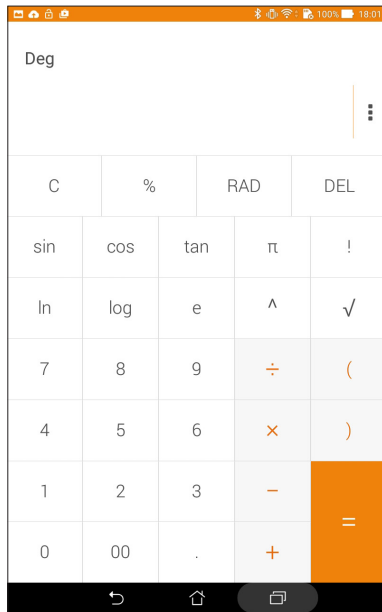 100% 18:01
Deg
C % RAD DEL
sin cos tan π !
ln log e ^ √
7 8 9 ÷ (
4 5 6 × )
1 2 3 −
=
0 00 . +